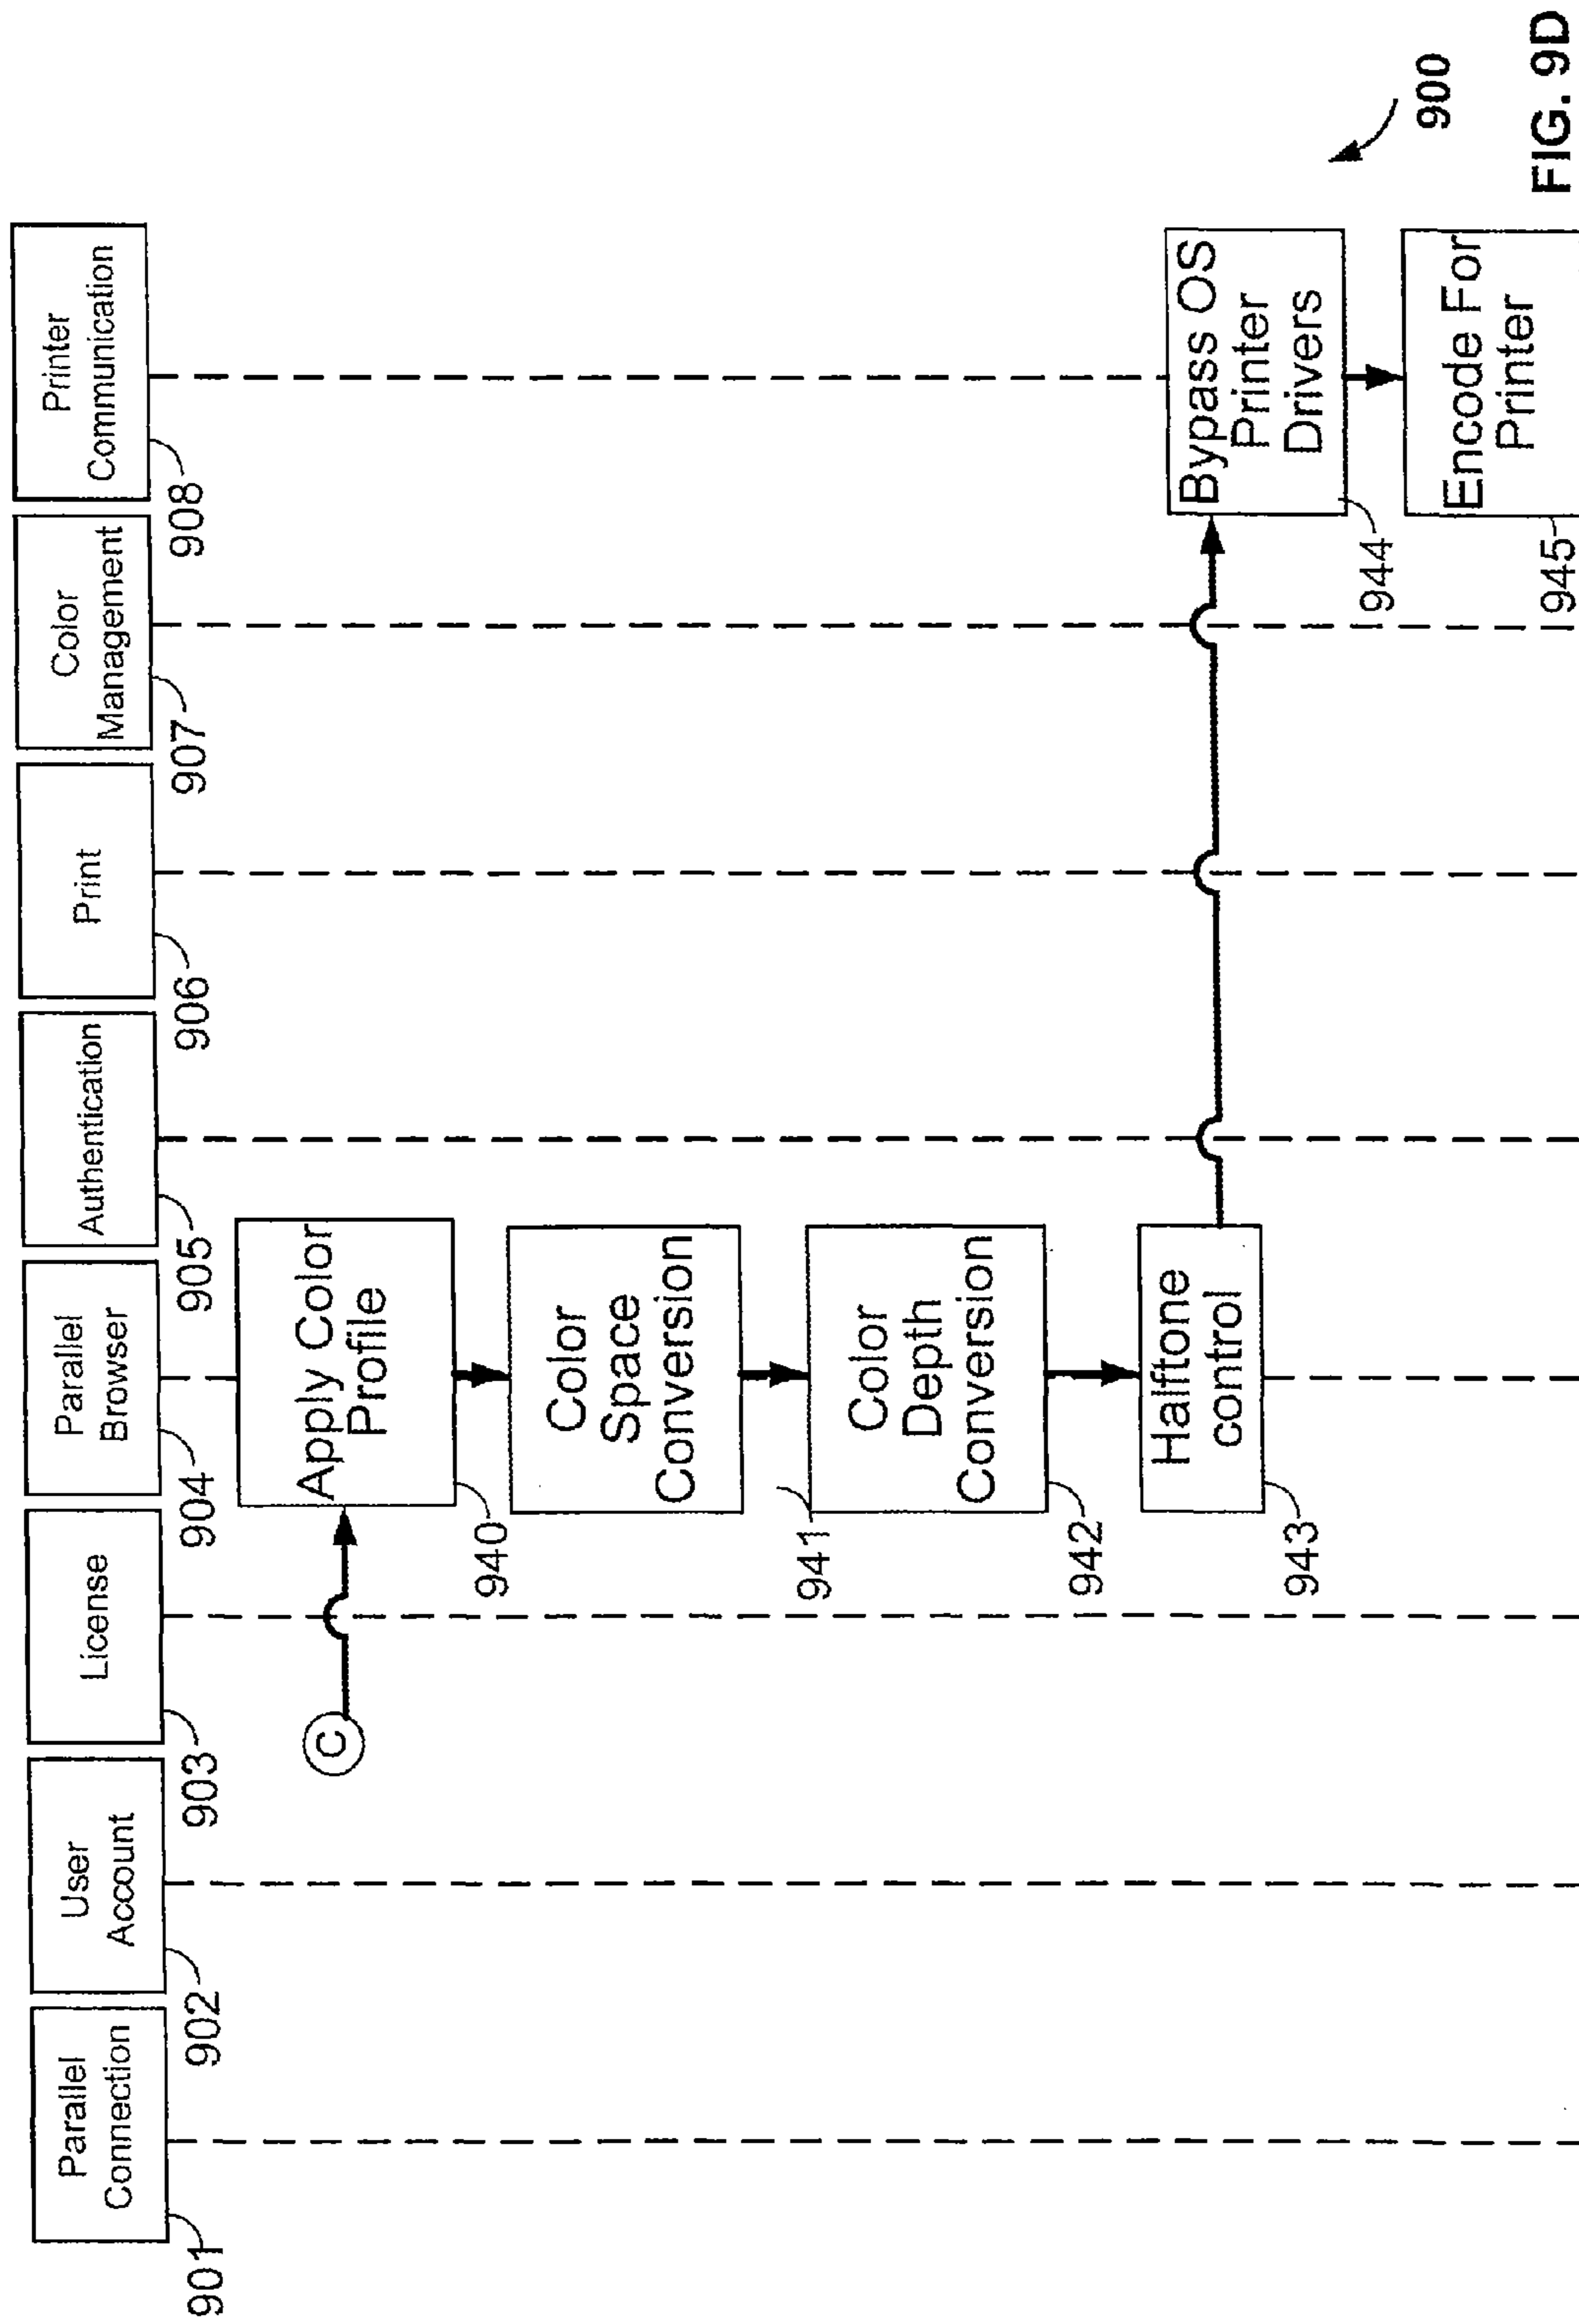 Parallel
Connection
901
User
Account
902
License
903
Parallel
Browser
904
Authentication
905
Print
906
Color
Management
907
Printer
Communication
908
C
Apply Color
Profile
940
Color
Space
Conversion
941
Color
Depth
Conversion
942
Halftone
control
943
Bypass OS
Printer
Drivers
944
Encode For
Printer
945
900
FIG. 9D